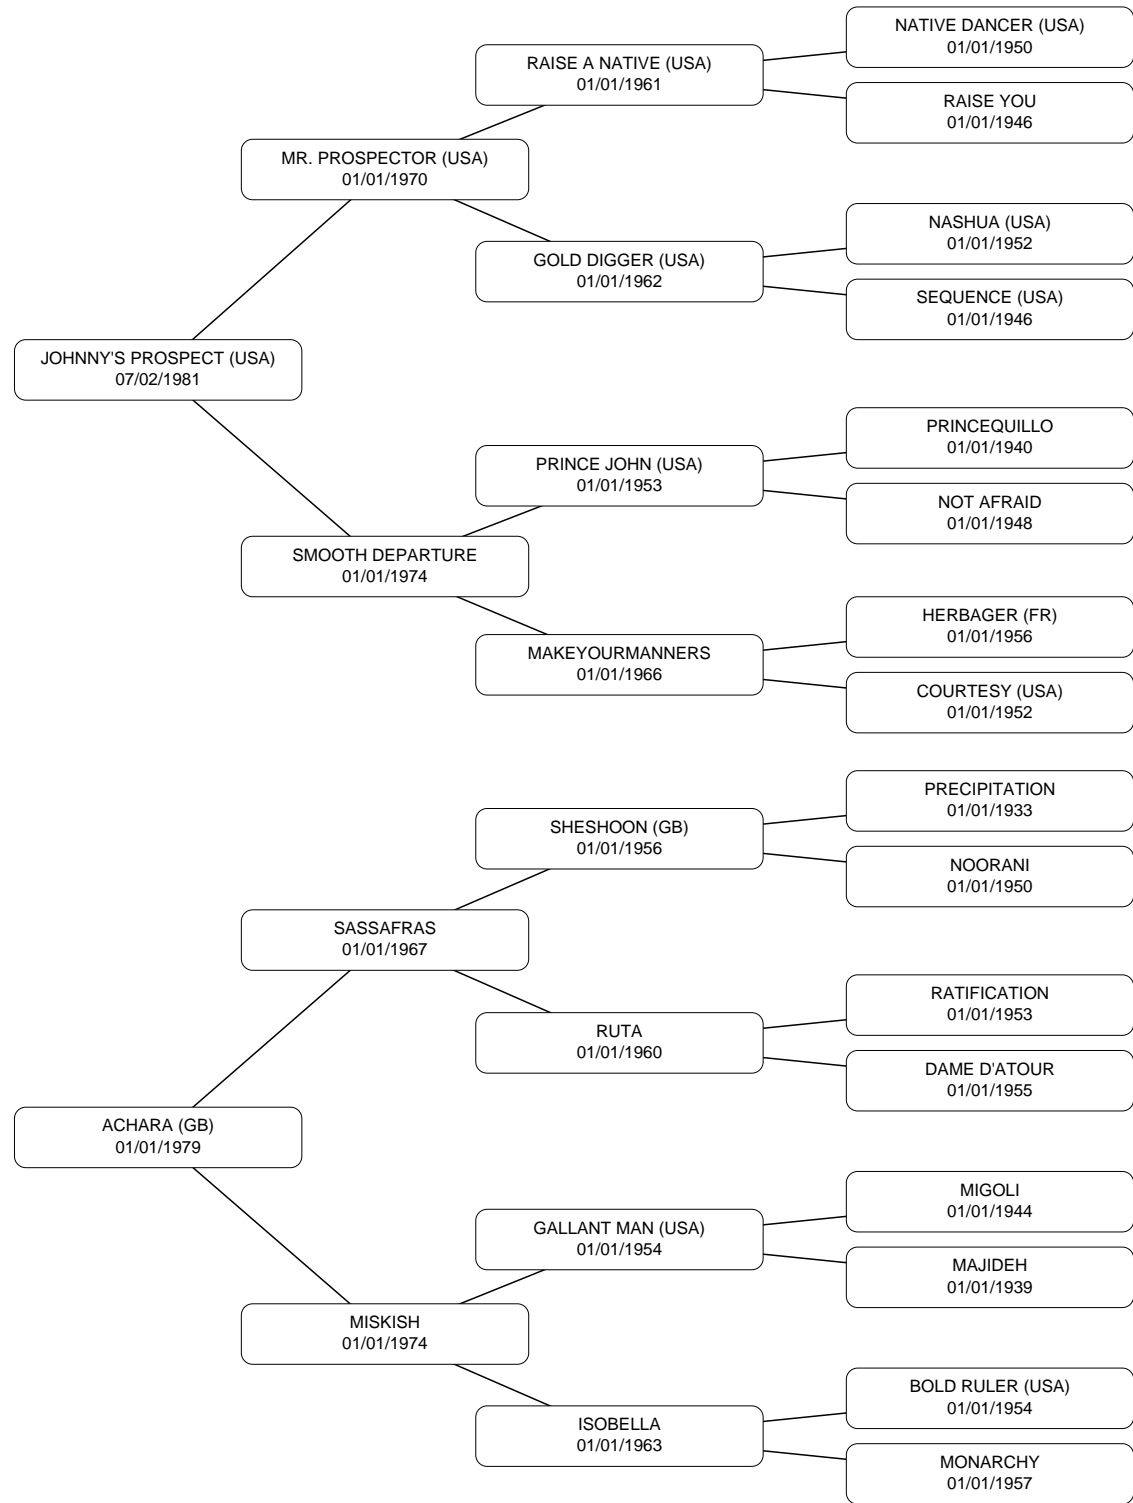 NATIVE DANCER (USA)
01/01/1950
RAISE A NATIVE (USA)
01/01/1961
RAISE YOU
01/01/1946
MR. PROSPECTOR (USA)
01/01/1970
NASHUA (USA)
01/01/1952
GOLD DIGGER (USA)
01/01/1962
SEQUENCE (USA)
01/01/1946
JOHNNY'S PROSPECT (USA)
07/02/1981
PRINCEQUILLO
01/01/1940
PRINCE JOHN (USA)
01/01/1953
NOT AFRAID
01/01/1948
SMOOTH DEPARTURE
01/01/1974
HERBAGER (FR)
01/01/1956
MAKEYOURMANNERS
01/01/1966
COURTESY (USA)
01/01/1952
PRECIPITATION
01/01/1933
SHESHOON (GB)
01/01/1956
NOORANI
01/01/1950
SASSAFRAS
01/01/1967
RATIFICATION
01/01/1953
RUTA
01/01/1960
DAME D'ATOUR
01/01/1955
ACHARA (GB)
01/01/1979
MIGOLI
01/01/1944
GALLANT MAN (USA)
01/01/1954
MAJIDEH
01/01/1939
MISKISH
01/01/1974
BOLD RULER (USA)
01/01/1954
ISOBELLA
01/01/1963
MONARCHY
01/01/1957